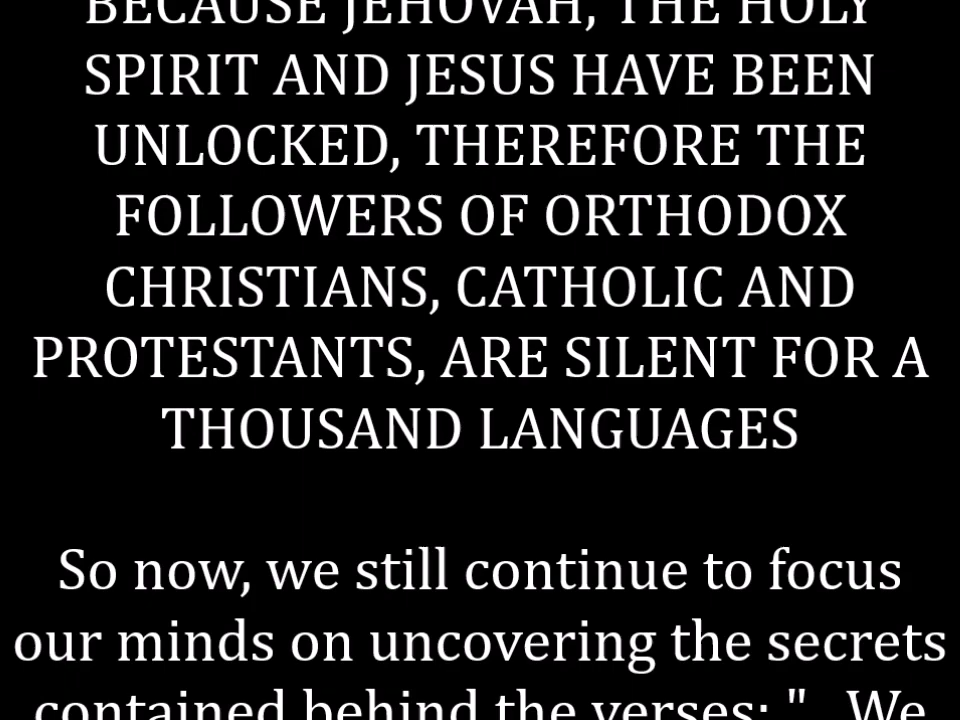 BECAUSE JEHOVAH, THE HOLY
SPIRIT AND JESUS HAVE BEEN
UNLOCKED, THEREFORE THE
FOLLOWERS OF ORTHODOX
CHRISTIANS, CATHOLIC AND
PROTESTANTS, ARE SILENT FOR A
THOUSAND LANGUAGES
So now, we still continue to focus
our minds on uncovering the secrets
contained behind the verses: "...We